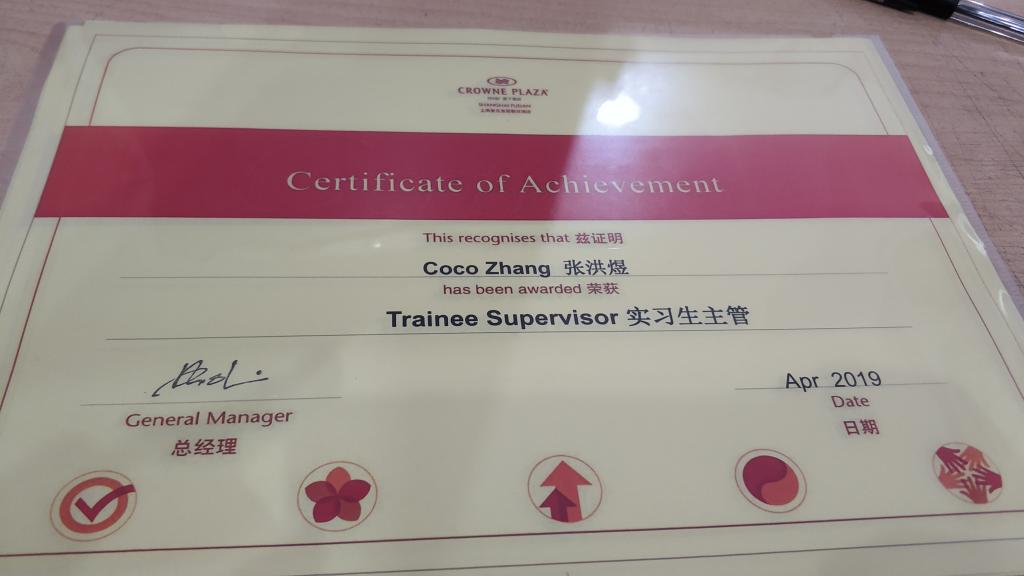 CROWNE PLAZA
SHANGHAI FUDAN
Certificate of Achievement
This recognises that 兹证明
Coco Zhang 张洪煜
has been awarded 荣获
Trainee Supervisor 实习生主管
Apr 2019
General Manager
Date
总经理
日期